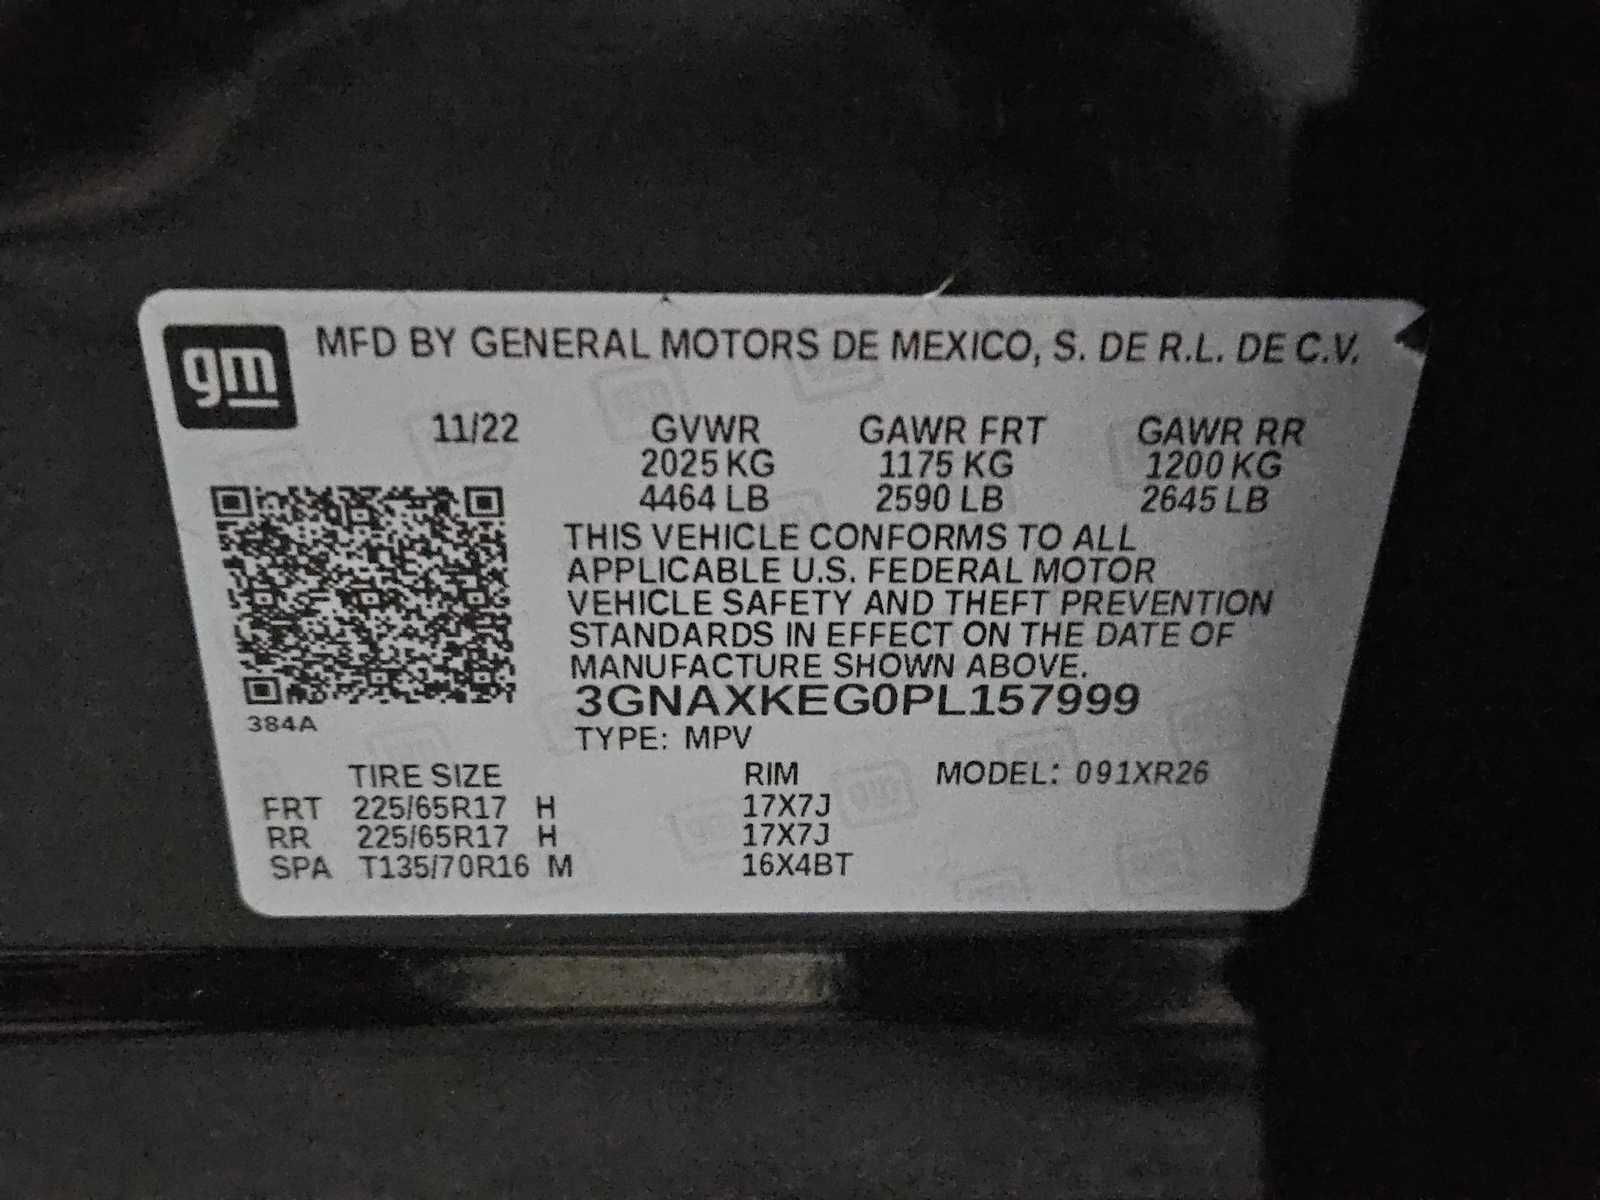 gm MFD BY GENERAL MOTORS DE MEXICO, S. DE R.L. DE C.V.
11/22 GVWR GAWR FRT GAWR RR
2025 KG 1175 KG 1200 KG
4464 LB 2590 LB 2645 LB
THIS VEHICLE CONFORMS TO ALL
APPLICABLE U.S. FEDERAL MOTOR
VEHICLE SAFETY AND THEFT PREVENTION
STANDARDS IN EFFECT ON THE DATE OF
MANUFACTURE SHOWN ABOVE.
3GNAXKEG0PL157999
384A
TYPE: MPV
TIRE SIZE RIM MODEL: 091XR26
FRT 225/65R17 H 17X7J
RR 225/65R17 H 17X7J
SPA T135/70R16 M 16X4BT